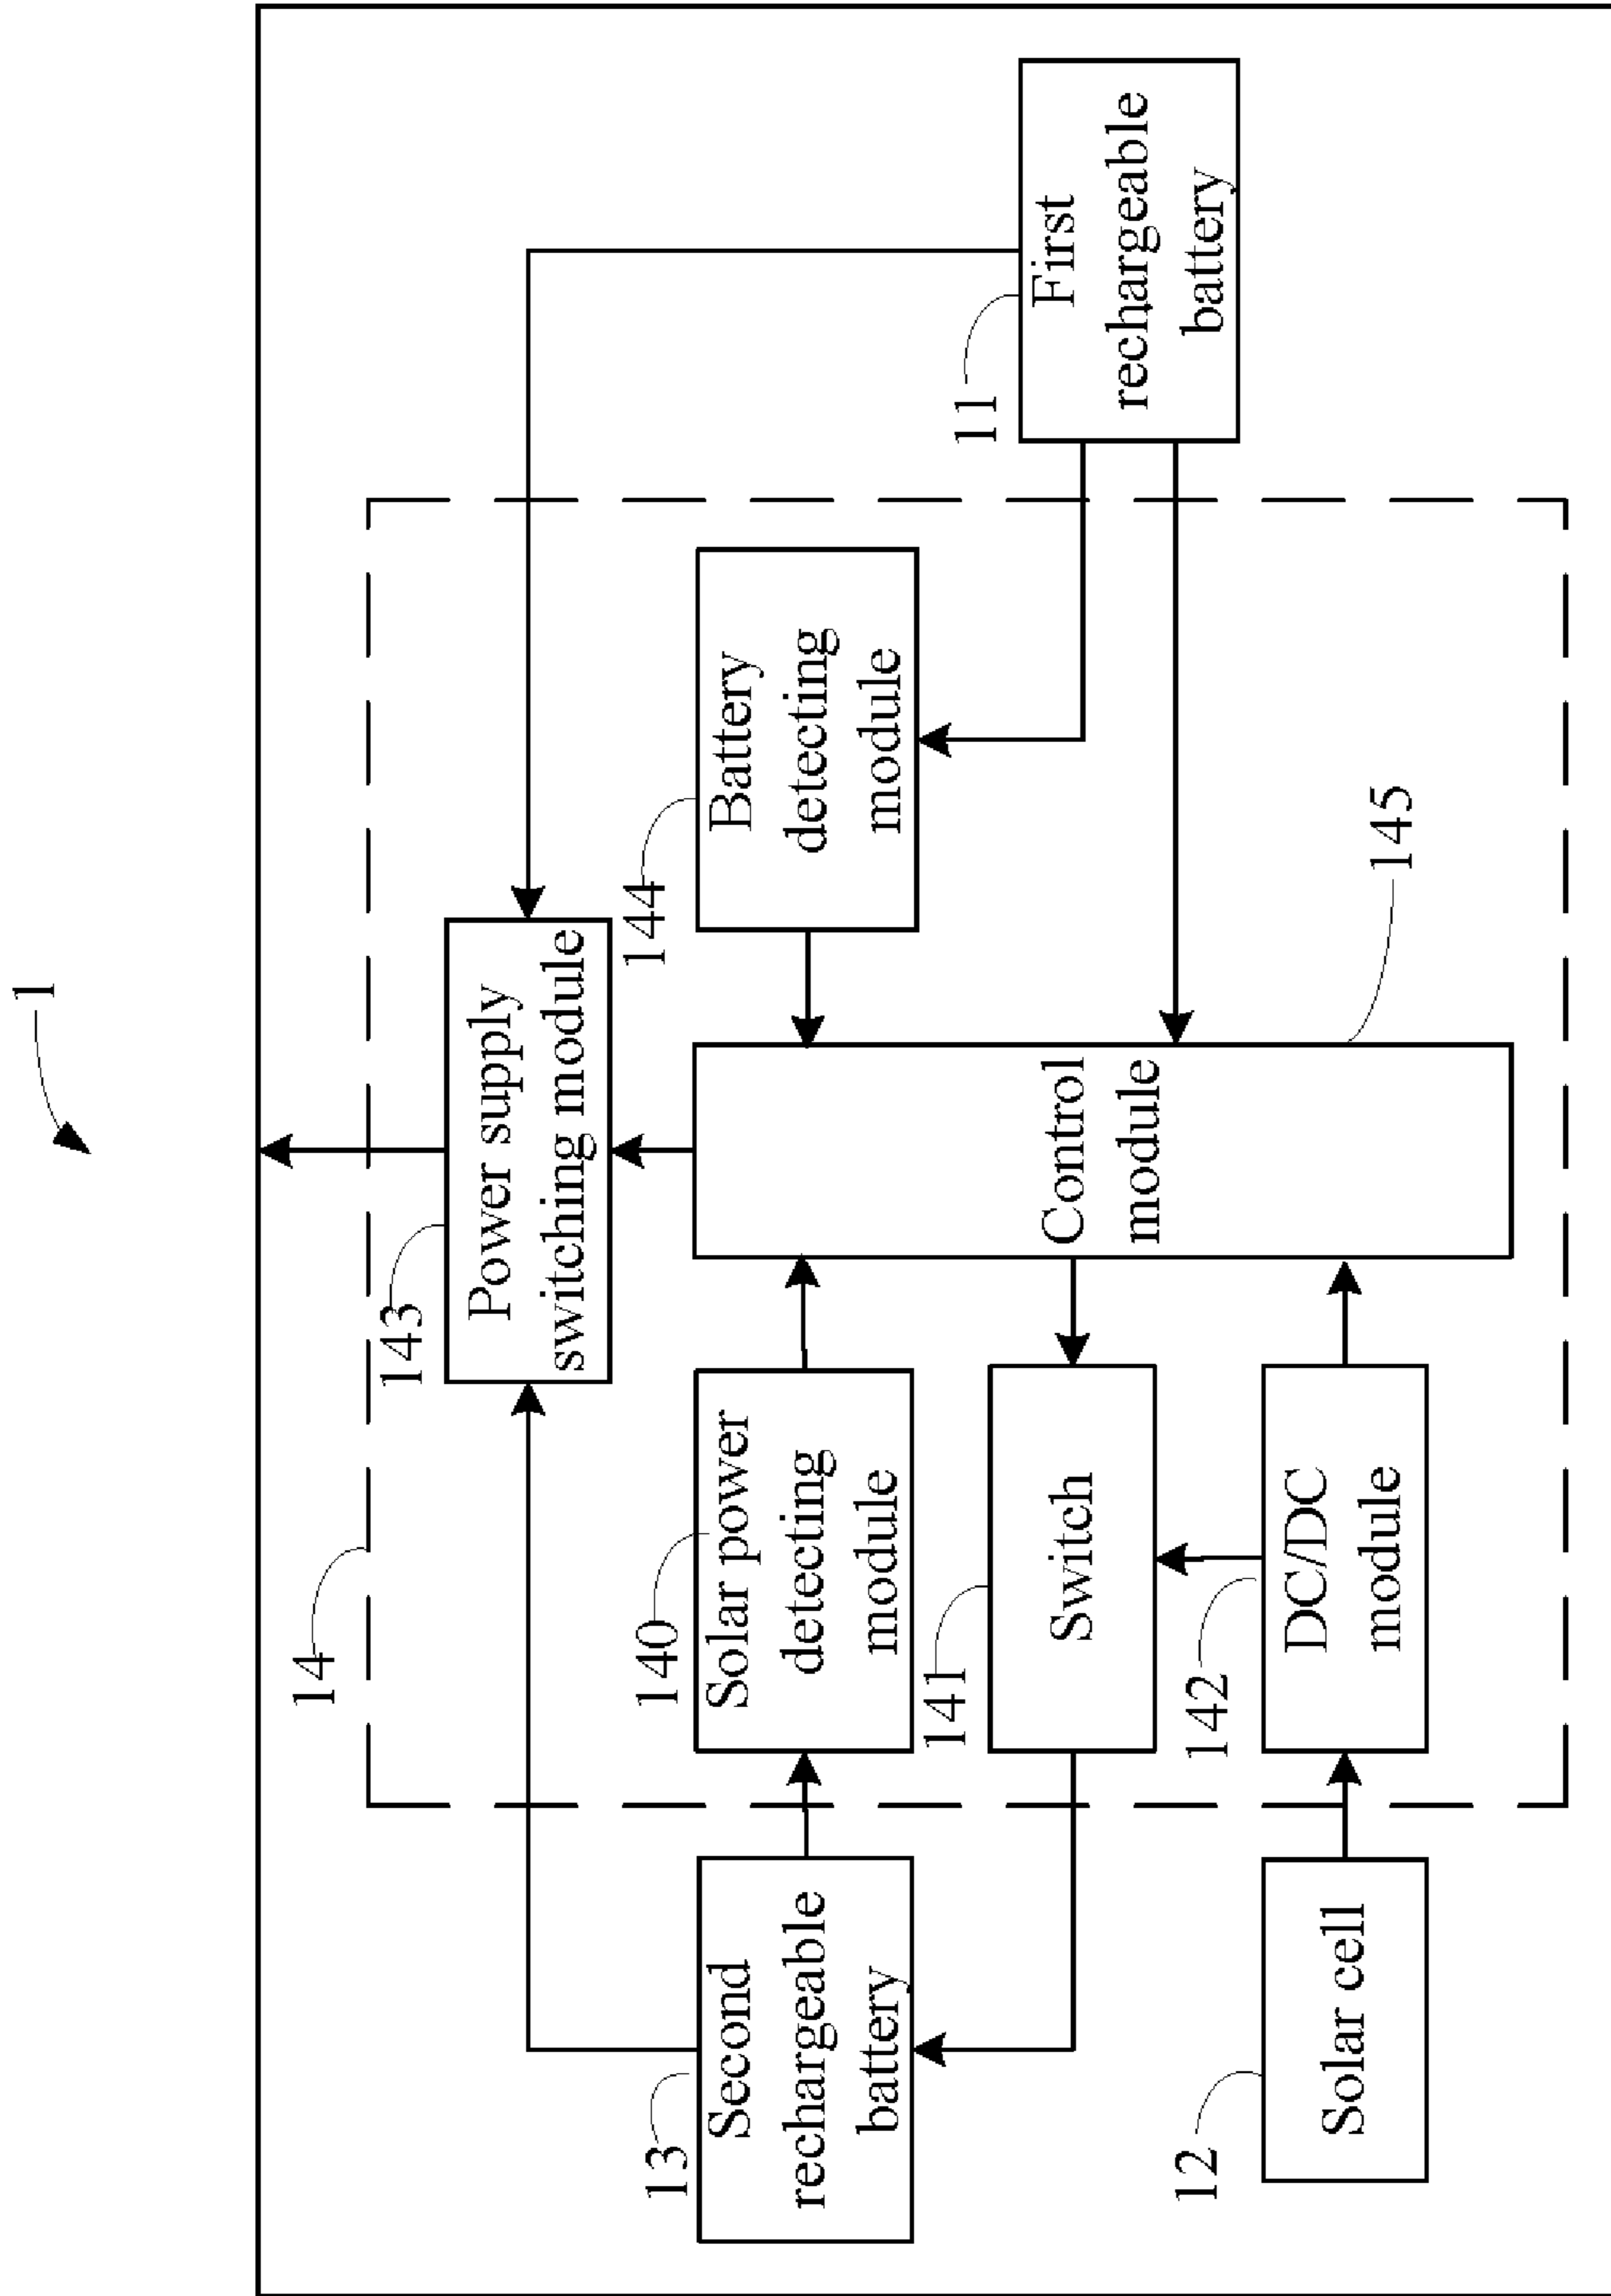 1
14
143
Power supply
switching module
13
Second
rechargeable
battery
140
Solar power
detecting
module
144
Battery
detecting
module
11
First
rechargeable
battery
141
Switch
Control
module
145
12
Solar cell
142
DC/DC
module